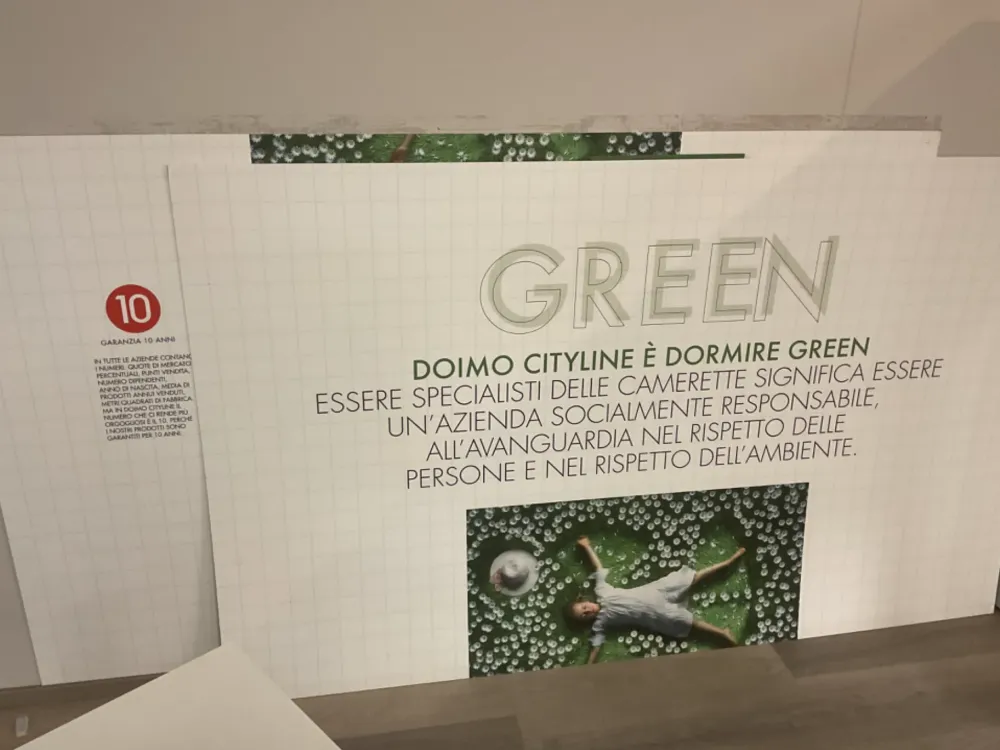 10
GARANZIA 10 ANNI
IN TUTTE LE AZIENDE CONTANO
I NUMERI. QUOTE DI MERCATO,
PERCENTUALI, PUNTI VENDITA,
NUMERO DIPENDENTI,
ANNO DI NASCITA, MEDIA DI
PRODOTTI ANNUI VENDUTI,
METRI QUADRATI DI FABBRICA.
MA IN DOIMO CITYLINE IL
NUMERO CHE CI RENDE PIÙ
ORGOGLIOSI È IL 10, PERCHÉ
I NOSTRI PRODOTTI SONO
GARANTITI PER 10 ANNI.
GREEN
DOIMO CITYLINE È DORMIRE GREEN
ESSERE SPECIALISTI DELLE CAMERETTE SIGNIFICA ESSERE
UN'AZIENDA SOCIALMENTE RESPONSABILE,
ALL'AVANGUARDIA NEL RISPETTO DELLE
PERSONE E NEL RISPETTO DELL'AMBIENTE.